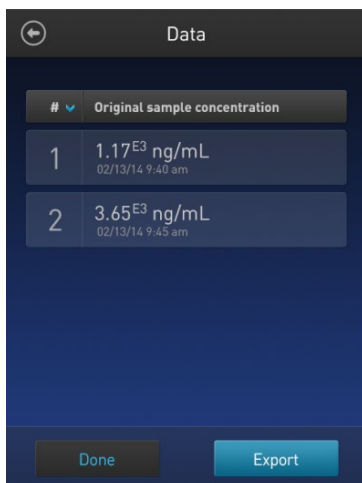 Data
# Original sample concentration
1 1.17E3 ng/mL
02/13/14 9:40 am
2 3.65E3 ng/mL
02/13/14 9:45 am
Done Export